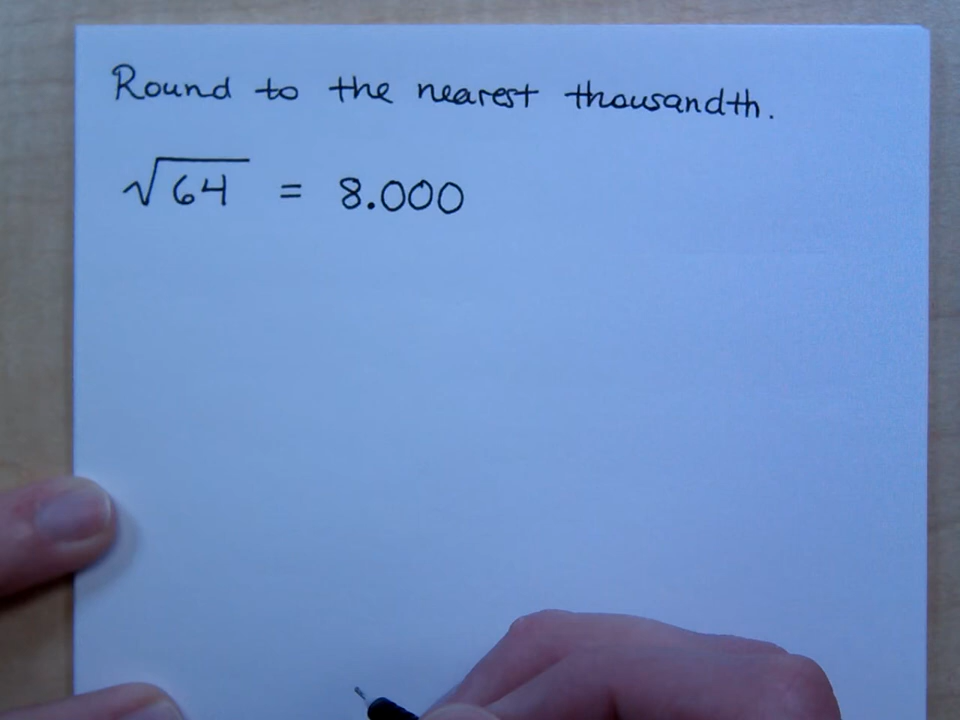 Round to the nearest thousandth.
√64 = 8.000